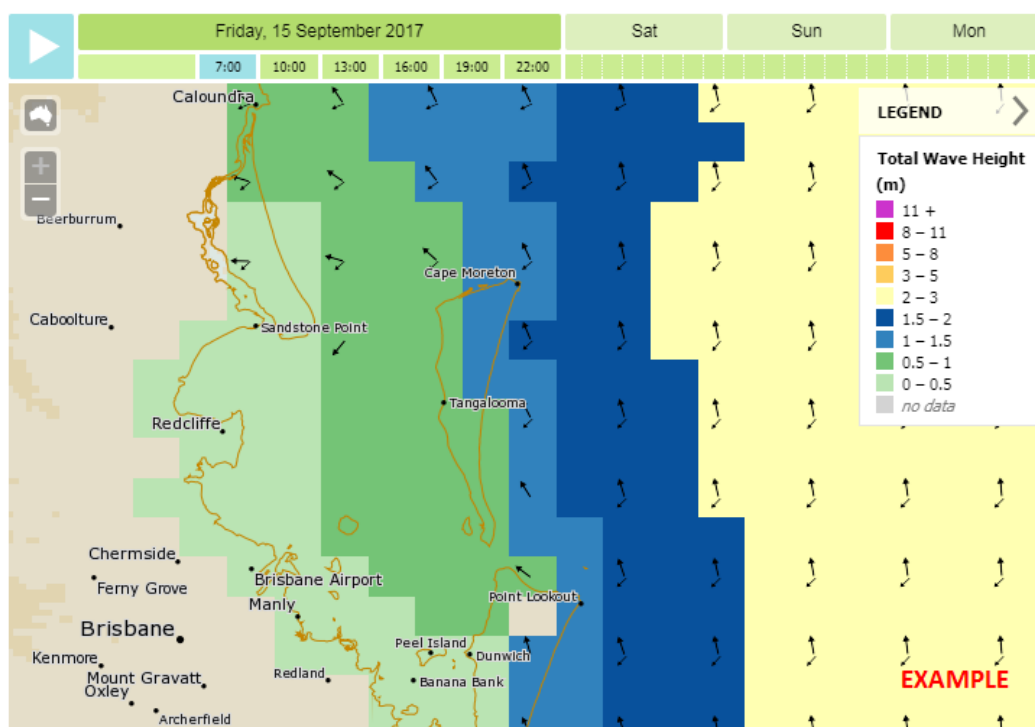 Friday, 15 September 2017 Sat Sun Mon
7:00 10:00 13:00 16:00 19:00 22:00
Caloundra
LEGEND
Total Wave Height
(m)
11 +
8 – 11
5 – 8
3 – 5
2 – 3
1.5 – 2
1 – 1.5
0.5 – 1
0 – 0.5
no data
Beerburrum
Cape Moreton
Caboolture
Sandstone Point
Tangalooma
Redcliffe
Chermside
Brisbane Airport
Ferny Grove
Point Lookout
Manly
Brisbane
Peel Island
Dunwich
Kenmore
Mount Gravatt
Redland
Banana Bank
EXAMPLE
Oxley
Archerfield